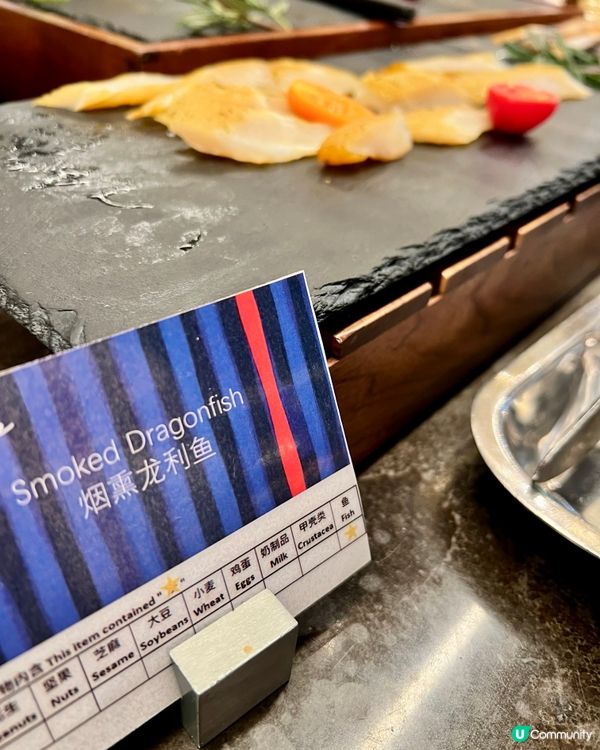 Smoked Dragonfish
烟熏龙利鱼
物内含 This item contained "⭐"
生 坚果 芝麻 大豆 小麦 鸡蛋 奶制品 甲壳类 鱼
Nuts Sesame Soybeans Wheat Eggs Milk Crustacea Fish
U Community